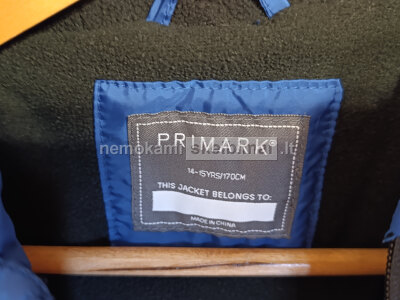 PRIMARK®
14-15YRS/170CM
THIS JACKET BELONGS TO:
MADE IN CHINA